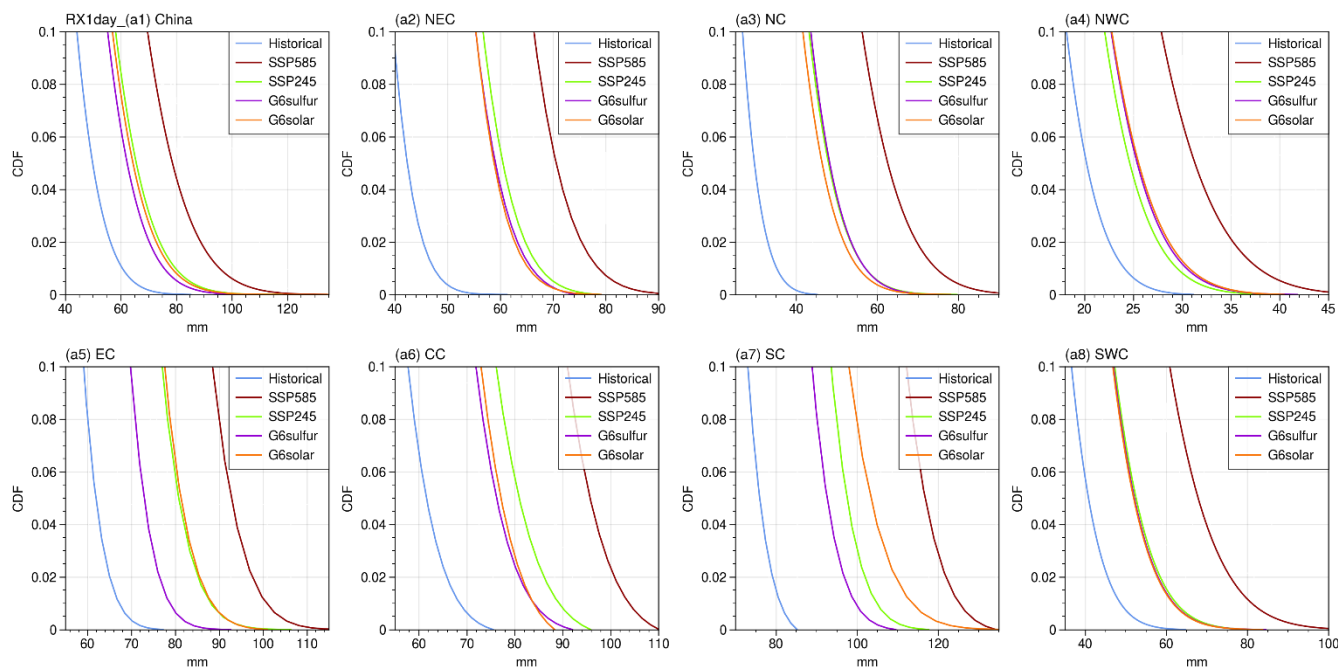 RX1day_(a1) China
0.1
0.08
0.06
0.04
0.02
0
CDF
40
60
80
100
120
mm
Historical
SSP585
SSP245
G6sulfur
G6solar
(a2) NEC
0.1
0.08
0.06
0.04
0.02
0
CDF
40
50
60
70
80
90
mm
Historical
SSP585
SSP245
G6sulfur
G6solar
(a3) NC
0.1
0.08
0.06
0.04
0.02
0
CDF
40
60
80
mm
Historical
SSP585
SSP245
G6sulfur
G6solar
(a4) NWC
0.1
0.08
0.06
0.04
0.02
0
CDF
20
25
30
35
40
45
mm
Historical
SSP585
SSP245
G6sulfur
G6solar
(a5) EC
0.1
0.08
0.06
0.04
0.02
0
CDF
60
70
80
90
100
110
mm
Historical
SSP585
SSP245
G6sulfur
G6solar
(a6) CC
0.1
0.08
0.06
0.04
0.02
0
CDF
60
70
80
90
100
110
mm
Historical
SSP585
SSP245
G6sulfur
G6solar
(a7) SC
0.1
0.08
0.06
0.04
0.02
0
CDF
80
100
120
mm
Historical
SSP585
SSP245
G6sulfur
G6solar
(a8) SWC
0.1
0.08
0.06
0.04
0.02
0
CDF
40
60
80
100
mm
Historical
SSP585
SSP245
G6sulfur
G6solar